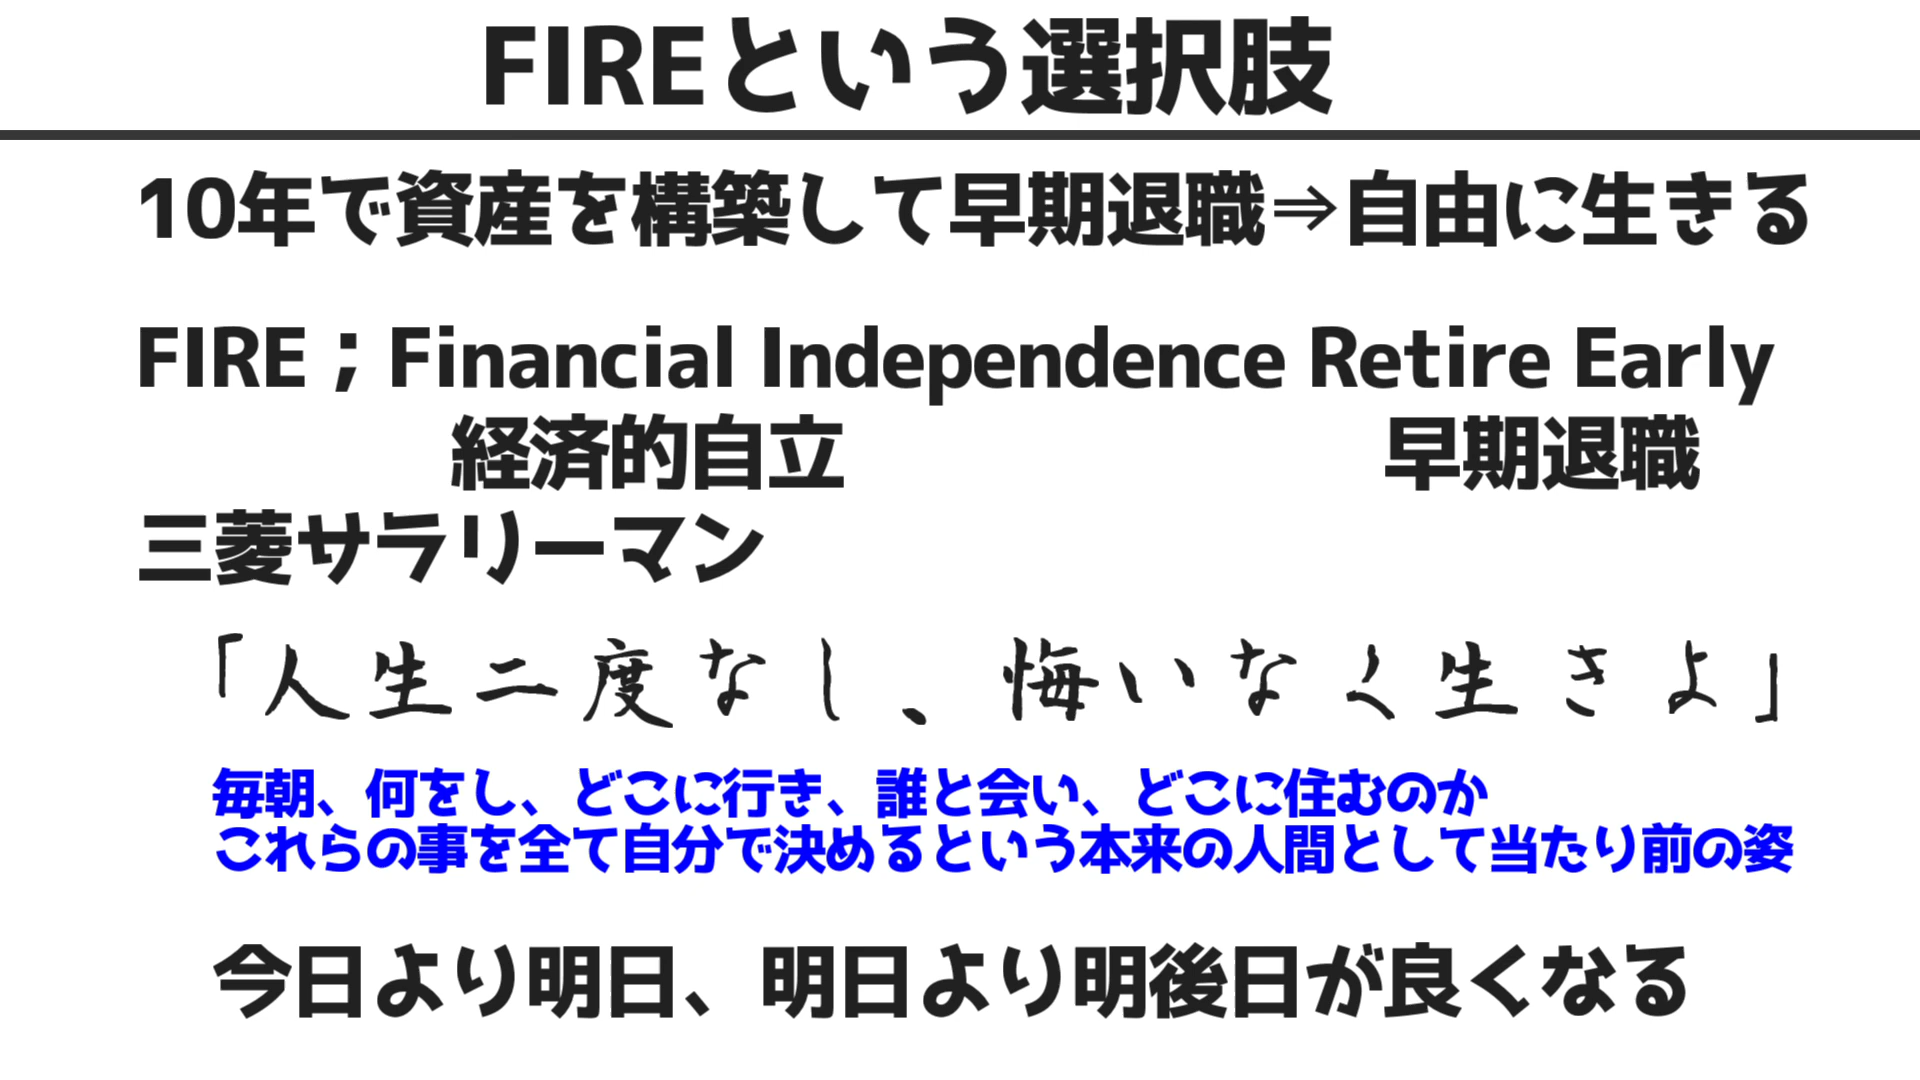 FIREという選択肢
10年で資産を構築して早期退職⇒自由に生きる
FIRE；Financial Independence Retire Early
経済的自立 早期退職
三菱サラリーマン
「人生二度なし、悔いなく生きよ」
毎朝、何をし、どこに行き、誰と会い、どこに住むのか
これらの事を全て自分で決めるという本来の人間として当たり前の姿
今日より明日、明日より明後日が良くなる